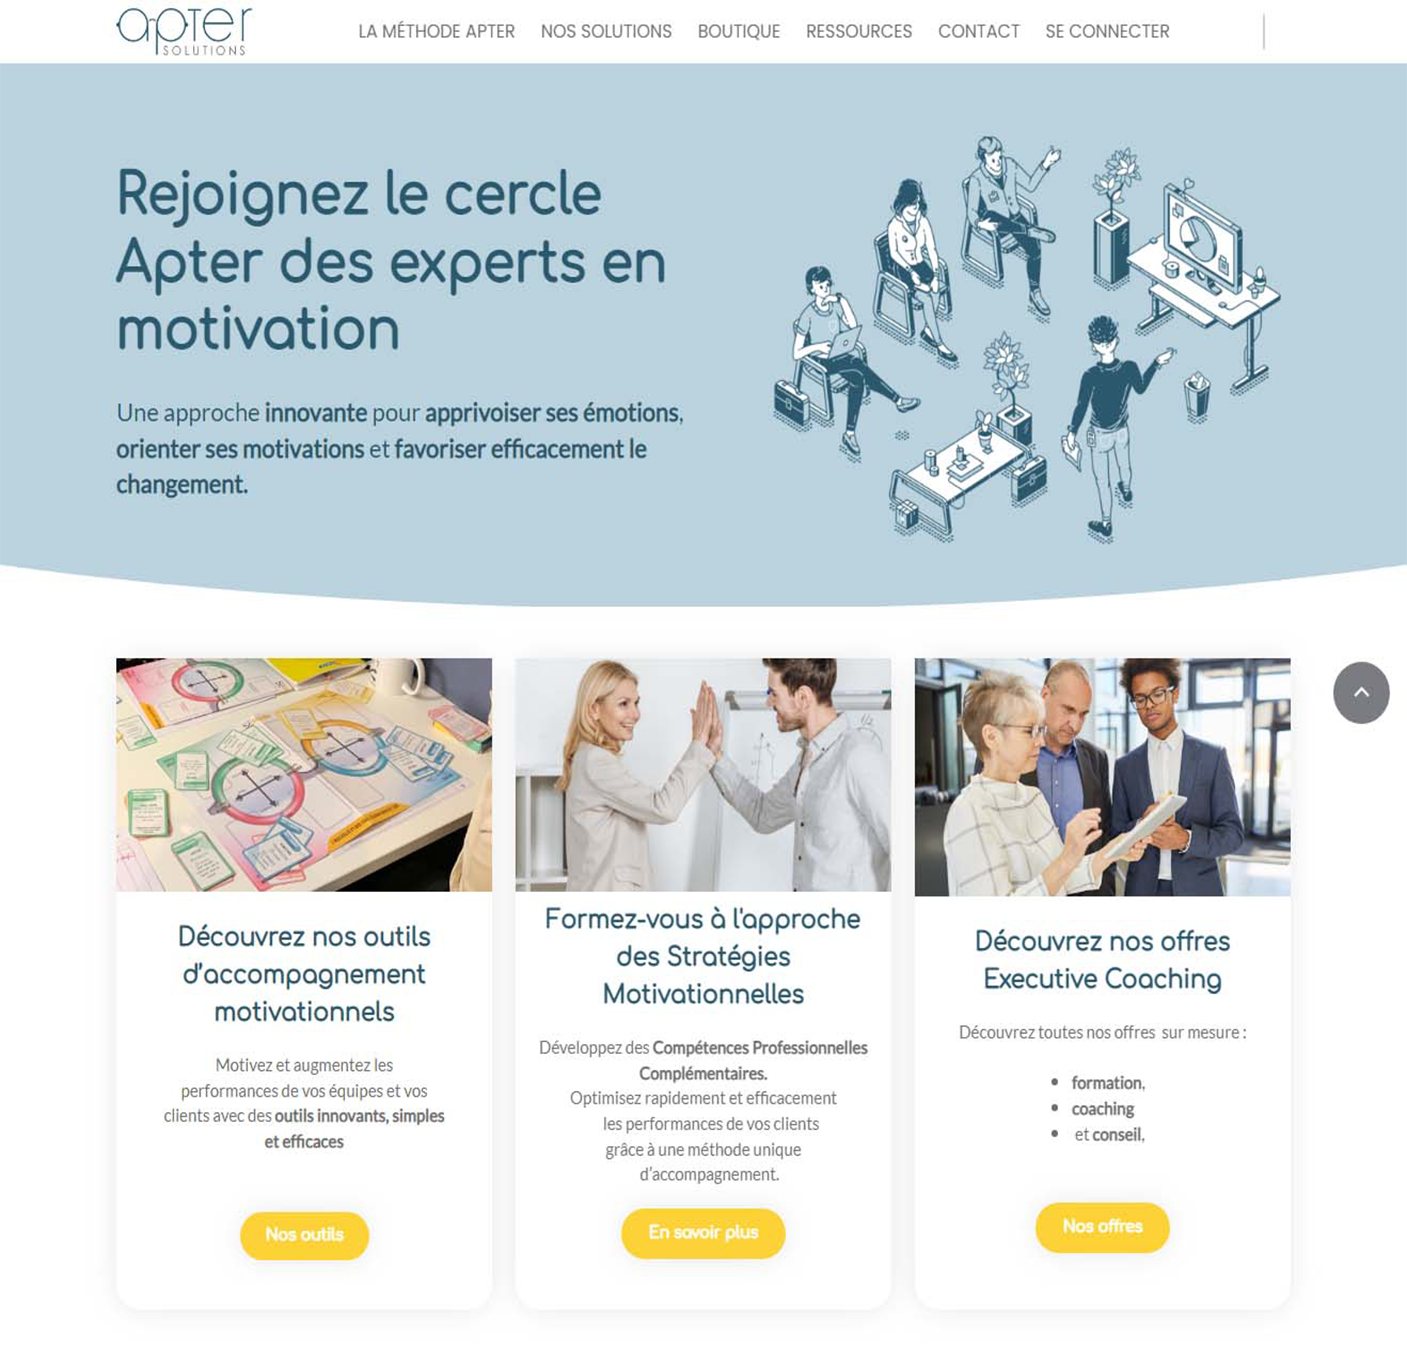 apter
SOLUTIONS
LA MÉTHODE APTER NOS SOLUTIONS BOUTIQUE RESSOURCES CONTACT SE CONNECTER
Rejoignez le cercle
Apter des experts en
motivation
Une approche innovante pour apprivoiser ses émotions,
orienter ses motivations et favoriser efficacement le
changement.
Découvrez nos outils
d'accompagnement
motivationnels
Motivez et augmentez les
performances de vos équipes et vos
clients avec des outils innovants, simples
et efficaces
Nos outils
Formez-vous à l'approche
des Stratégies
Motivationnelles
Développez des Compétences Professionnelles
Complémentaires.
Optimisez rapidement et efficacement
les performances de vos clients
grâce à une méthode unique
d'accompagnement.
En savoir plus
Découvrez nos offres
Executive Coaching
Découvrez toutes nos offres sur mesure :
• formation,
• coaching
• et conseil,
Nos offres